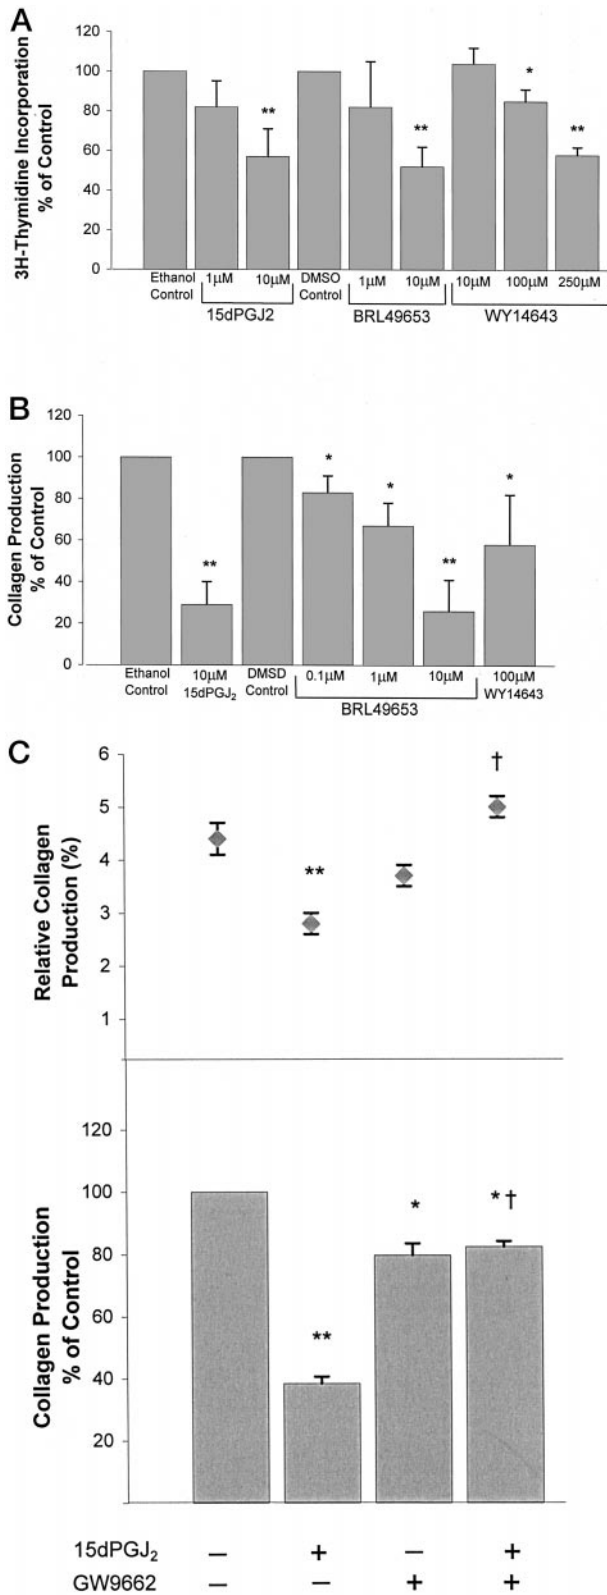 A
3H-Thymidine Incorporation
% of Control
120
100
80
60
40
20
0
** ** * **
Ethanol Control 1µM 10µM DMSO Control 1µM 10µM 10µM 100µM 250µM
15dPGJ2 BRL49653 WY14643
B
Collagen Production
% of Control
120
100
80
60
40
20
0
** * * ** *
Ethanol Control 10µM 15dPGJ₂ DMSD Control 0.1µM 1µM 10µM 100µM WY14643
BRL49653
C
Relative Collagen
Production (%)
6
5
4
3
2
1
** †
Collagen Production
% of Control
120
100
80
60
40
20
** * *†
15dPGJ₂ – + – +
GW9662 – – + +